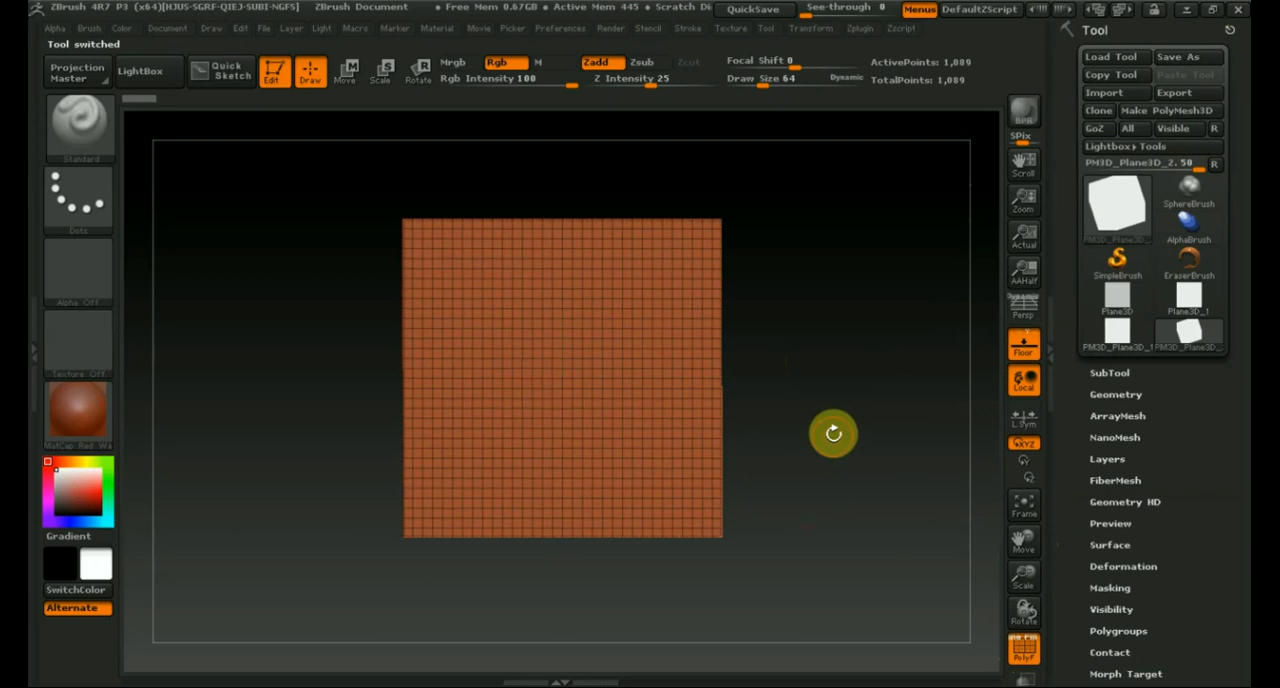 ZBrush 4R7 P3 (x64)[HJUS-SGRF-QIEJ-SUBI-NGFS] ZBrush Document • Free Mem 0.67GB • Active Mem 445 • Scratch Di QuickSave See-through 0 Menus DefaultZScript
Alpha Brush Color Document Draw Edit File Layer Light Macro Marker Material Movie Picker Preferences Render Stencil Stroke Texture Tool Transform Zplugin Zscript
Tool switched
Projection Master
LightBox
Quick Sketch
Edit
Draw
Move
Scale
Rotate
Mrgb Rgb M
Rgb Intensity 100
Zadd Zsub Zcut
Z Intensity 25
Focal Shift 0
Draw Size 64 Dynamic
ActivePoints: 1,089
TotalPoints: 1,089
Standard
Dots
Alpha Off
Texture Off
MatCap Red Wa
Gradient
SwitchColor
Alternate
BPR
SPix
Scroll
Zoom
Actual
AAHalf
Dynamic
Persp
Floor
Local
L.Sym
XYZ
Frame
Move
Scale
Rotate
PolyF
Tool
Load Tool Save As
Copy Tool Paste Tool
Import Export
Clone Make PolyMesh3D
GoZ All Visible R
Lightbox▸Tools
PM3D_Plane3D_2. 50 R
PM3D_Plane3D_
SphereBrush
AlphaBrush
SimpleBrush EraserBrush
Plane3D Plane3D_1
PM3D_Plane3D_1 PM3D_Plane3D_
SubTool
Geometry
ArrayMesh
NanoMesh
Layers
FiberMesh
Geometry HD
Preview
Surface
Deformation
Masking
Visibility
Polygroups
Contact
Morph Target